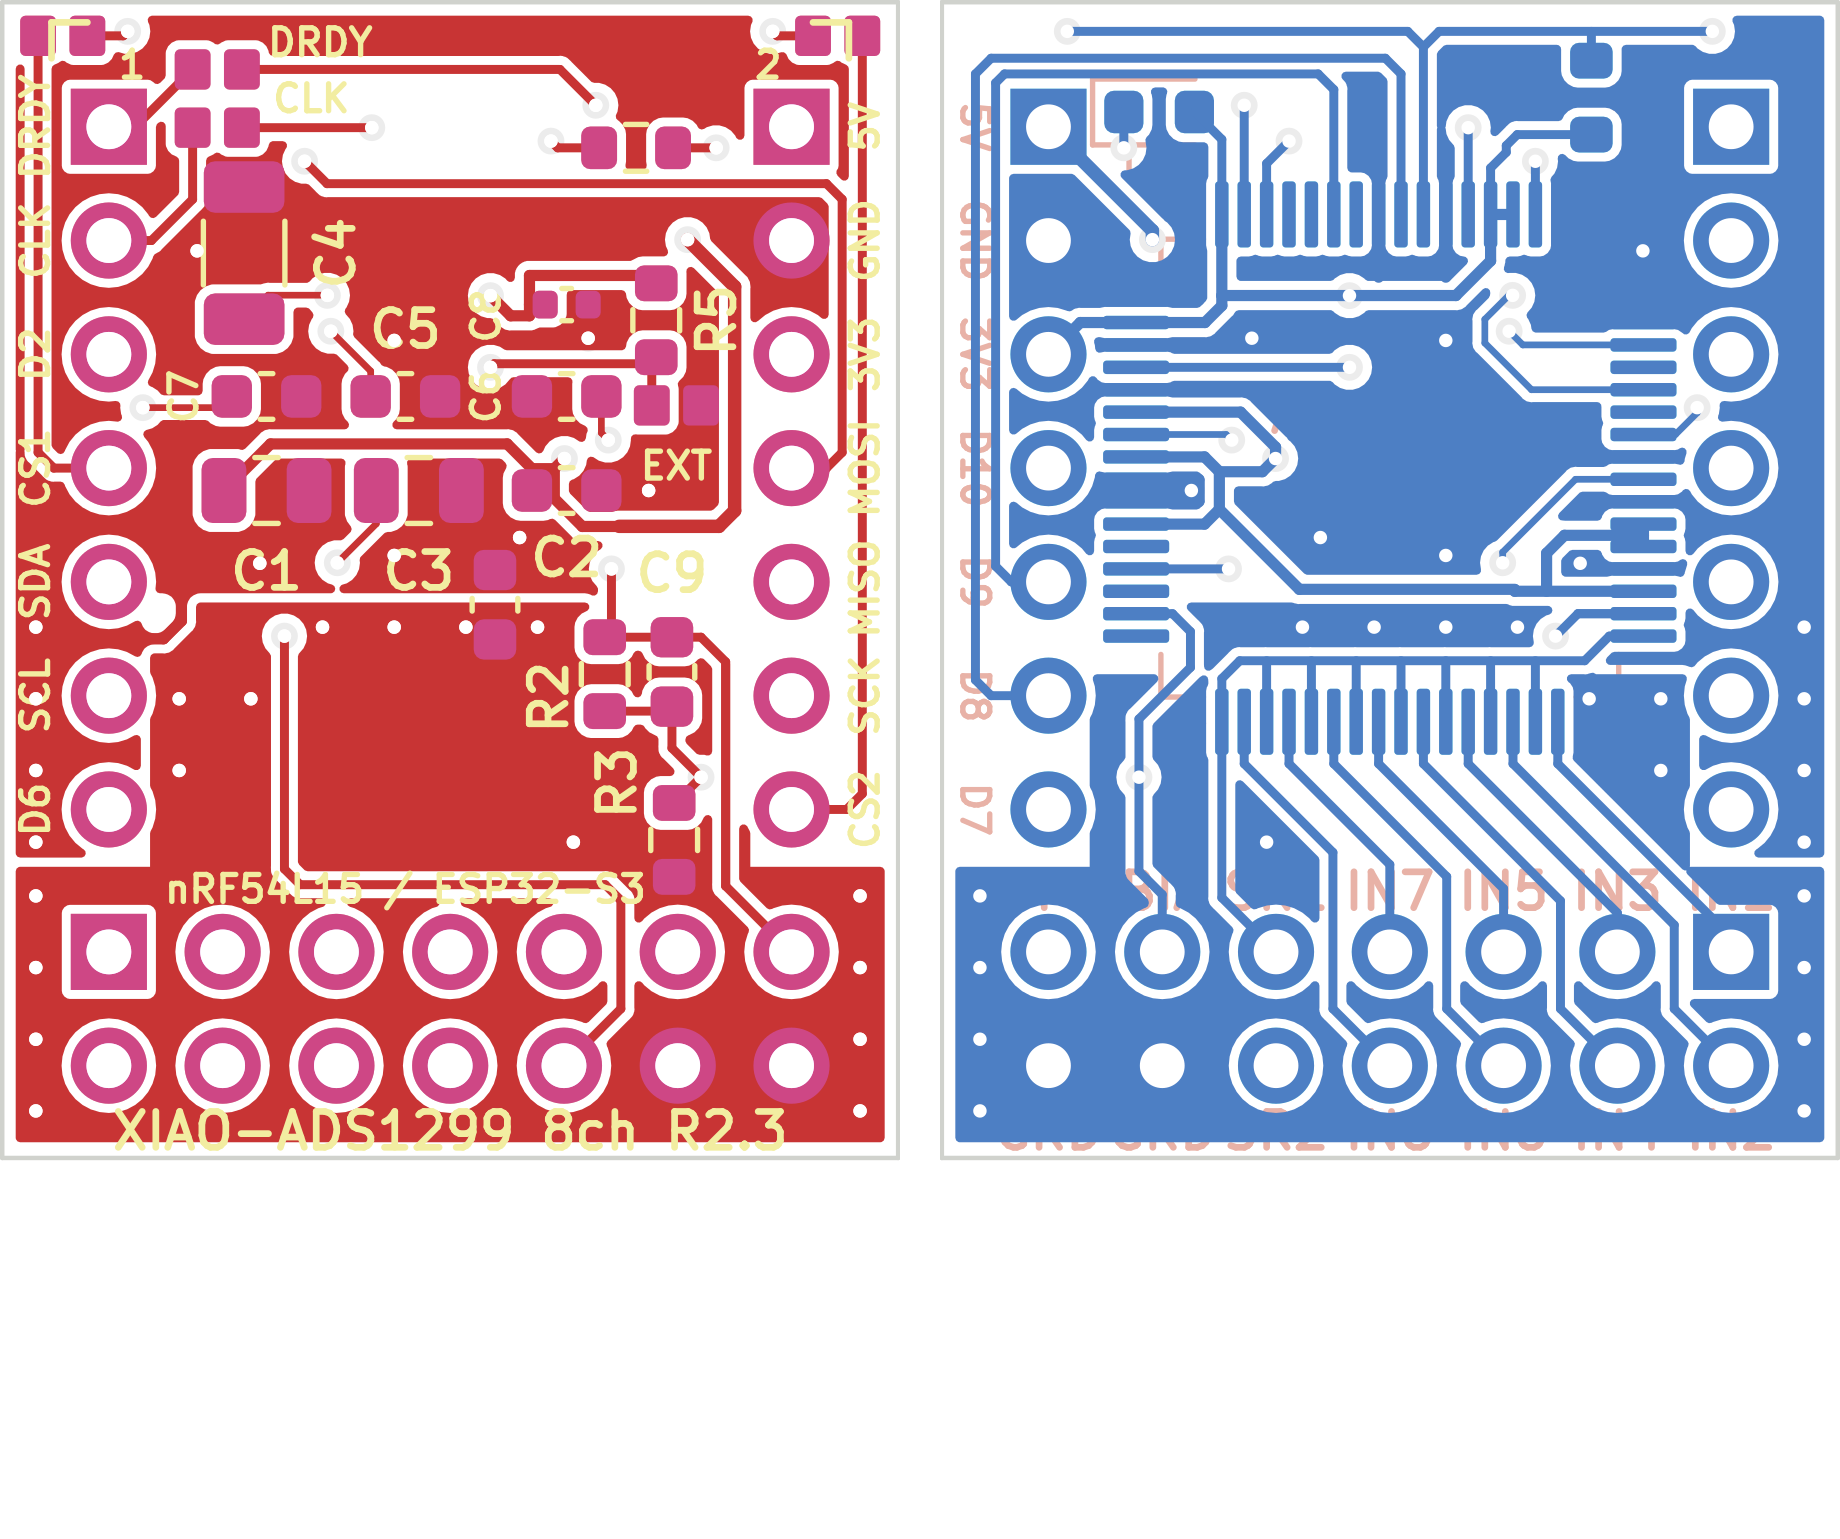 DRDY
1
2
CLK
DRDY
5V
5V
CLK
C4
GND
GND
D2
C5
C8
R5
3V3
3V3
C7
C6
CS1
EXT
MOSI
D10
SDA
C1
C3
C2
C9
MISO
D9
SCL
R2
SCK
D8
D6
R3
CS2
D7
nRF54L15 / ESP32-S3
IN7
IN5
IN3
XIAO-ADS1299 8ch R2.3